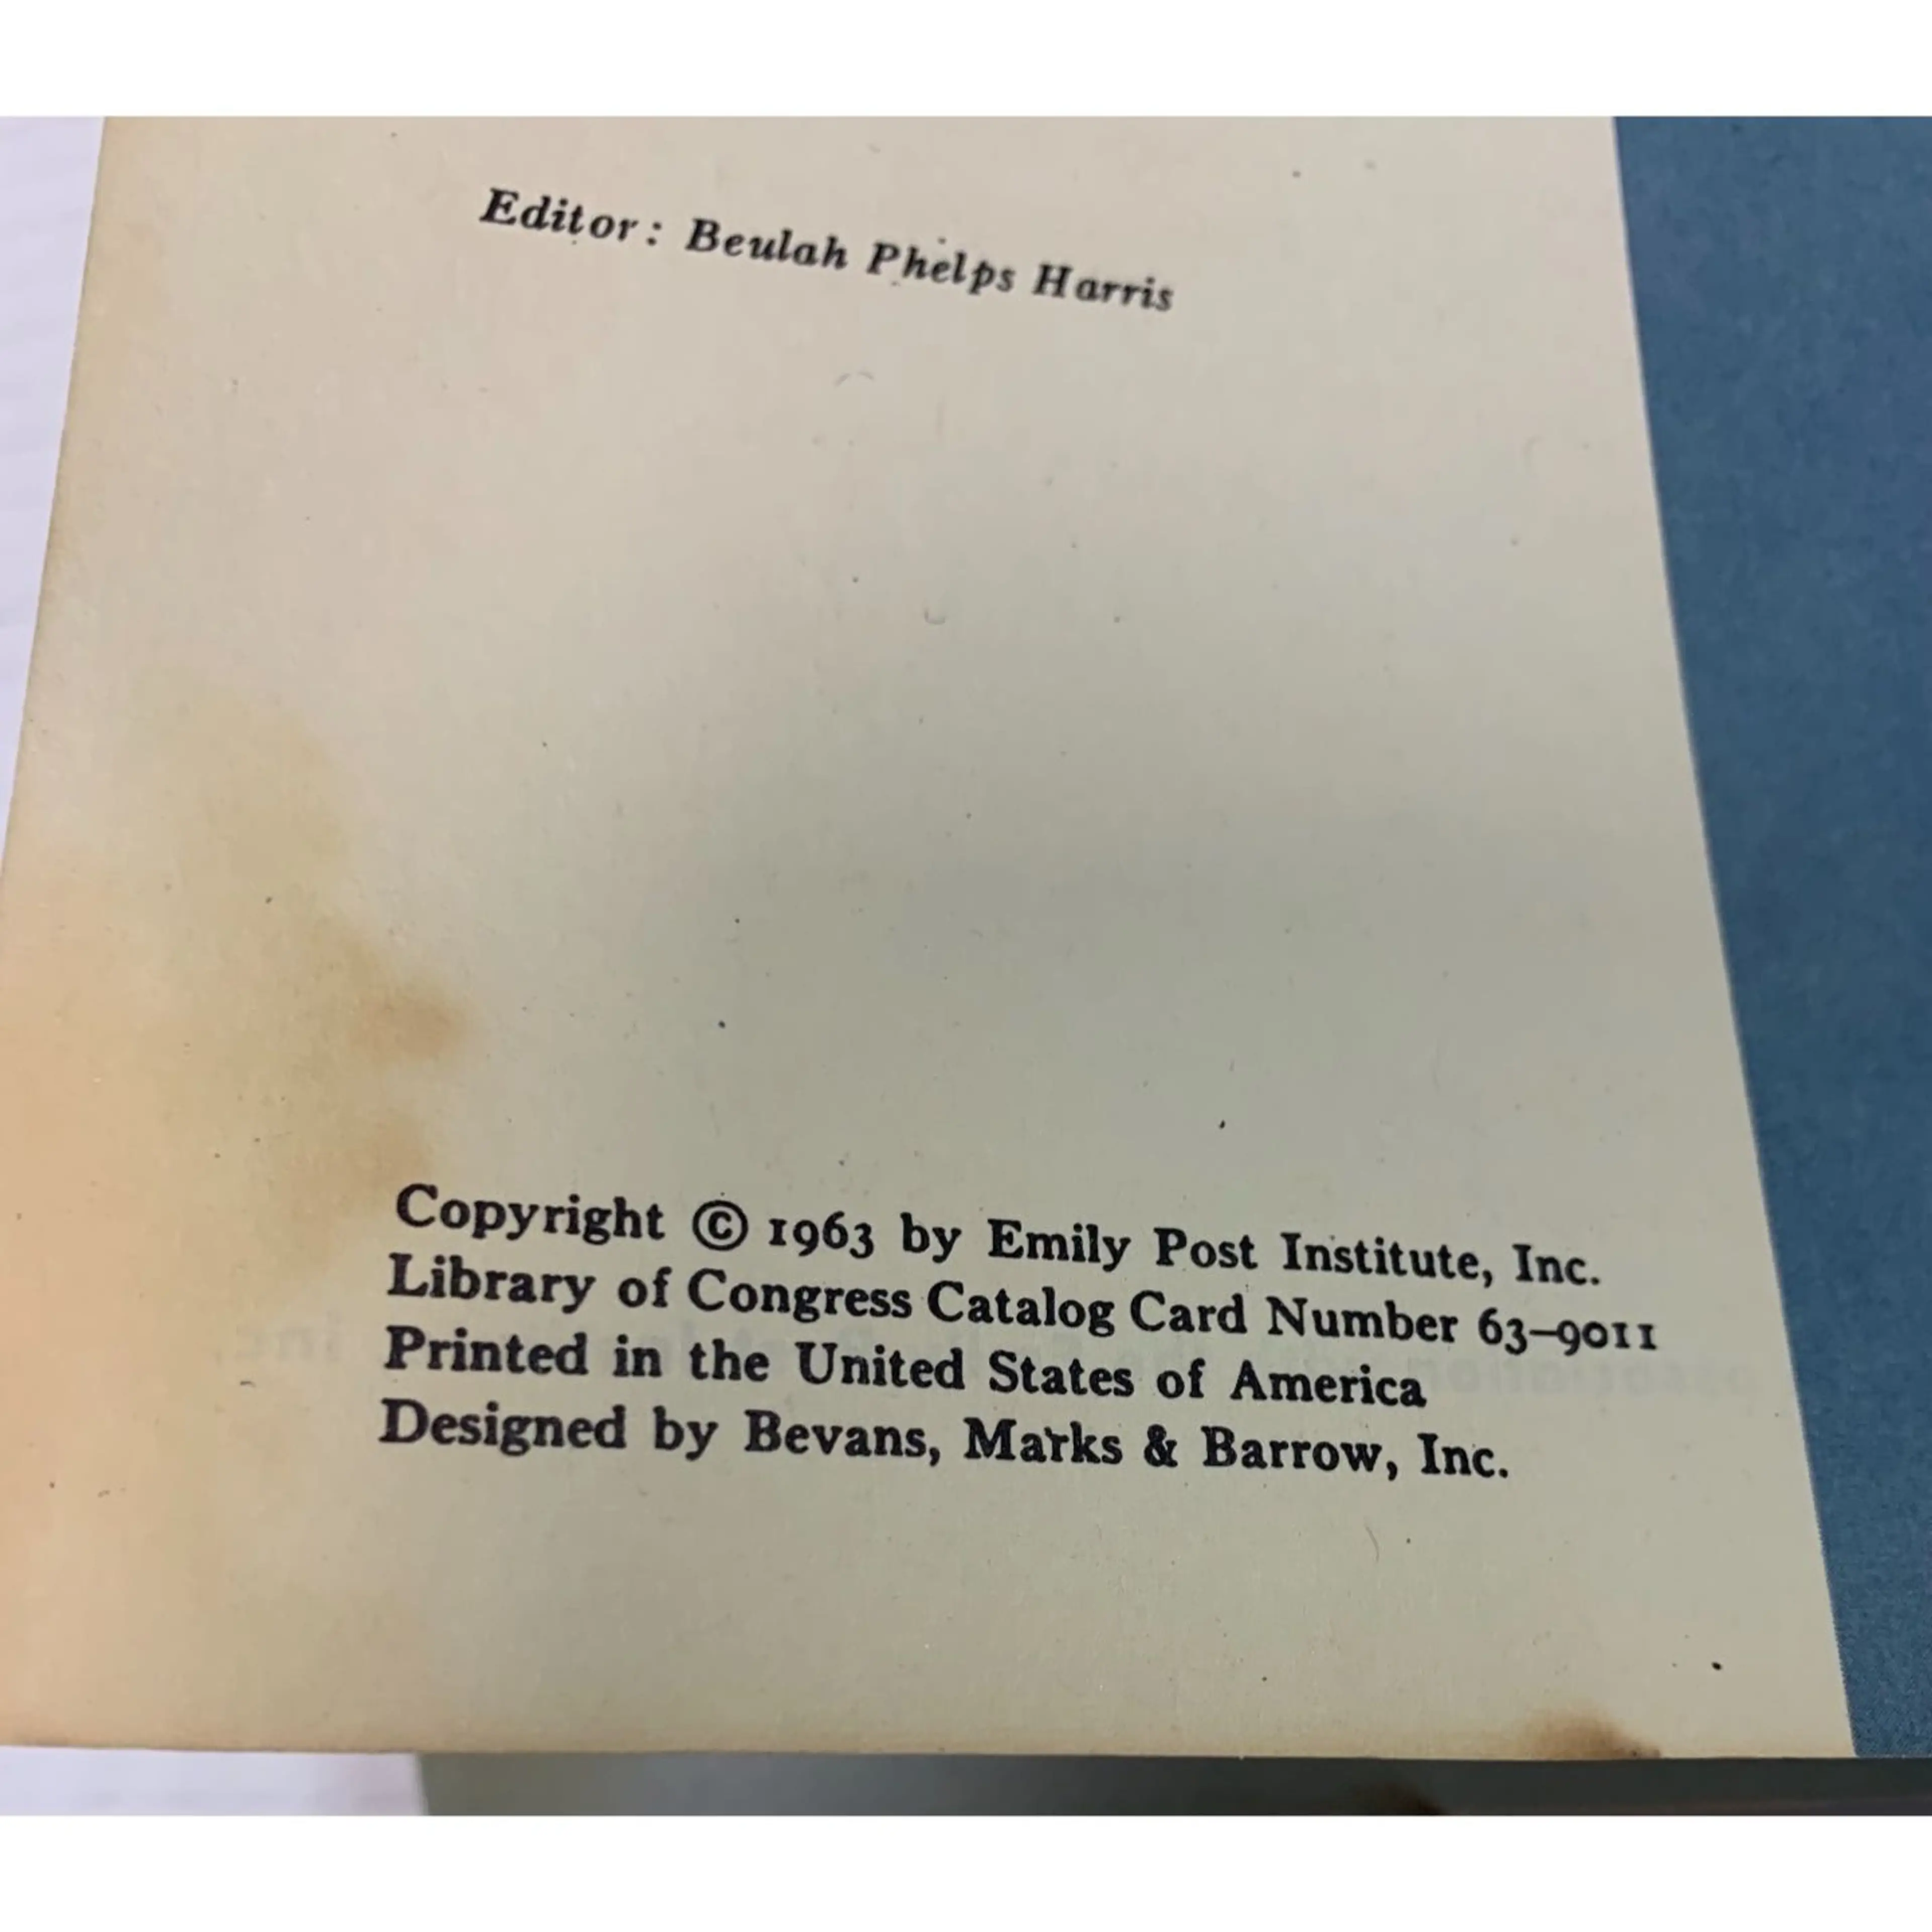 Editor: Beulah Phelps Harris
Copyright © 1963 by Emily Post Institute, Inc.
Library of Congress Catalog Card Number 63–9011
Printed in the United States of America
Designed by Bevans, Marks & Barrow, Inc.